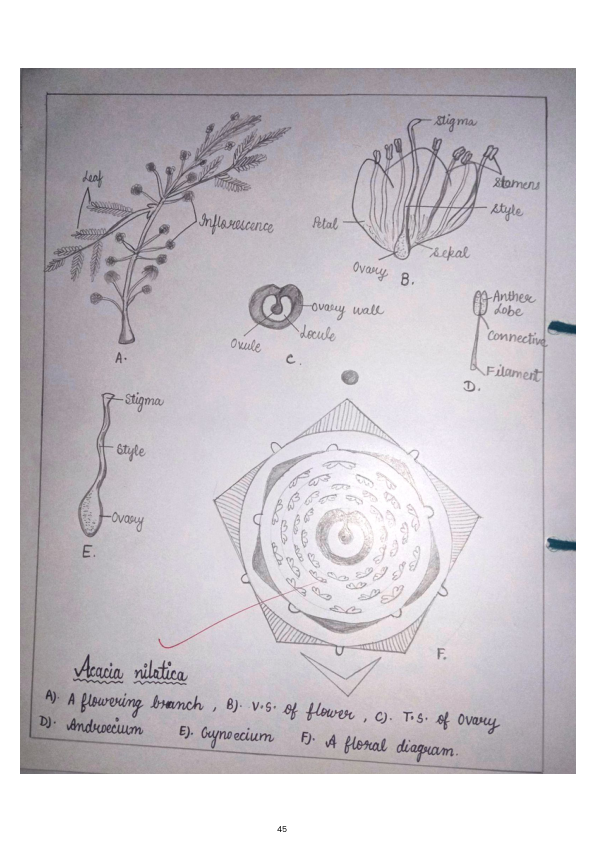 Stigma
Leaf
Stamens
Style
Inflorescence
Petal
Sepal
Ovary
B.
Anther
Lobe
Ovary wall
Locule
Connective
Ovule
C.
A.
Filament
D.
Stigma
Style
Ovary
E.
F.
Acacia nilotica
A). A flowering branch , B). V.S. of flower , C). T.S. of Ovary
D). Androecium E). Gynoecium F). A floral diagram.
45